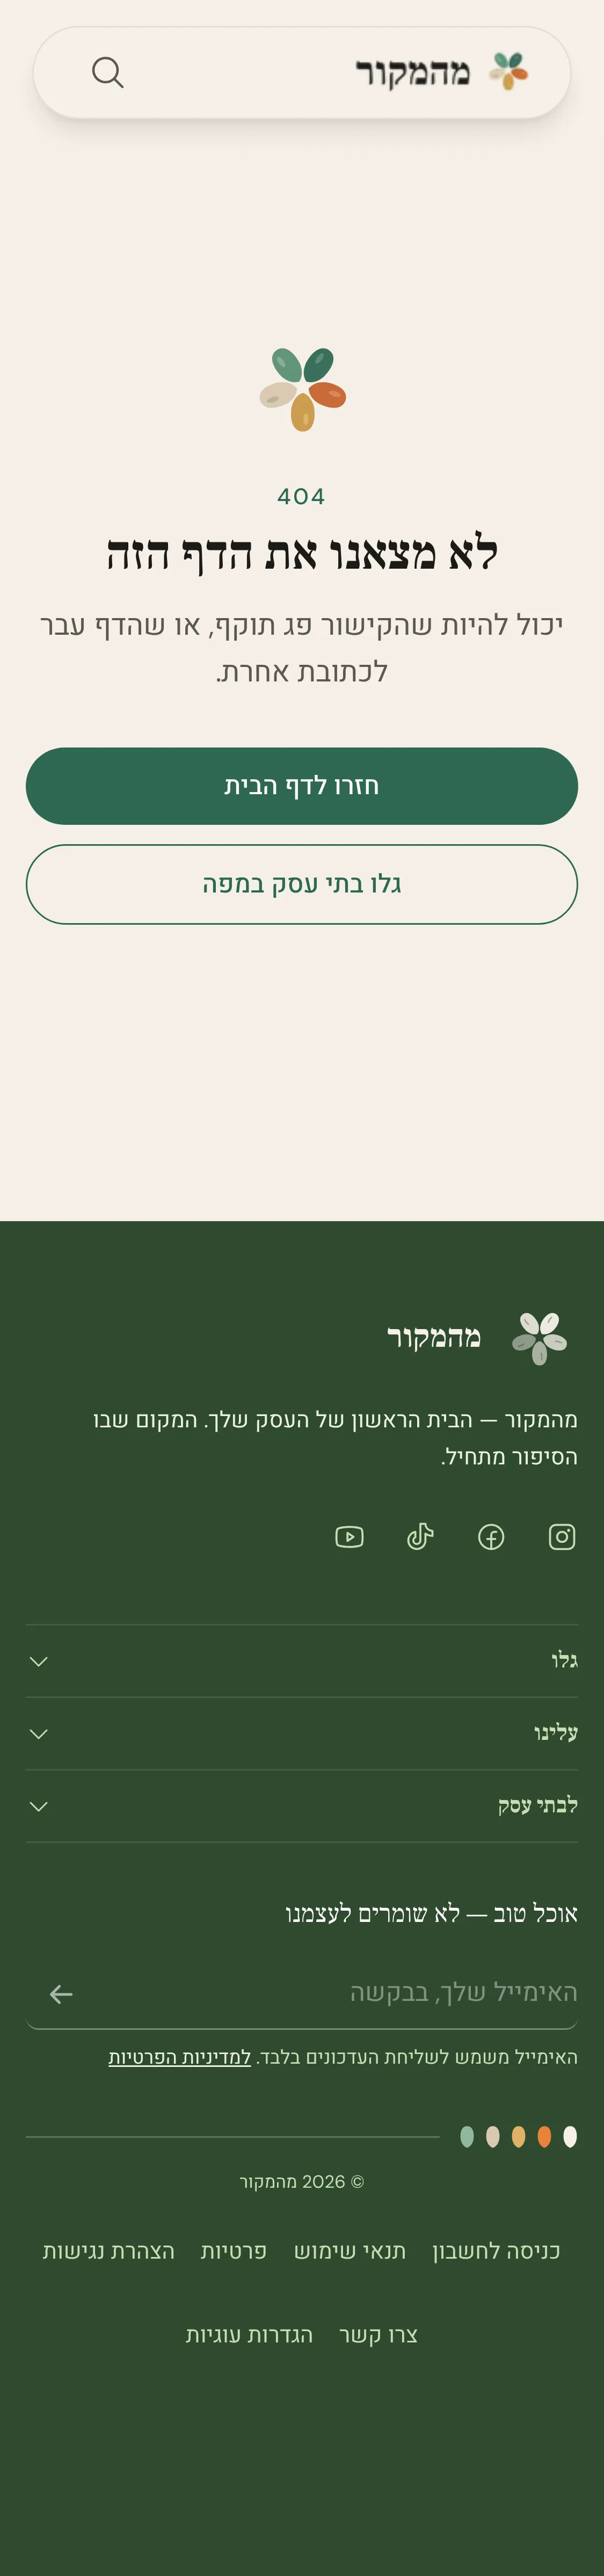 מהמקור
404
לא מצאנו את הדף הזה
יכול להיות שהקישור פג תוקף, או שהדף עבר
לכתובת אחרת.
חזרו לדף הבית
גלו בתי עסק במפה
מהמקור
מהמקור — הבית הראשון של העסק שלך. המקום שבו
הסיפור מתחיל.
גלו
עלינו
לבתי עסק
אוכל טוב — לא שומרים לעצמנו
האימייל שלך, בבקשה
האימייל משמש לשליחת העדכונים בלבד. למדיניות הפרטיות
© 2026 מהמקור
כניסה לחשבון תנאי שימוש פרטיות הצהרת נגישות
צרו קשר הגדרות עוגיות